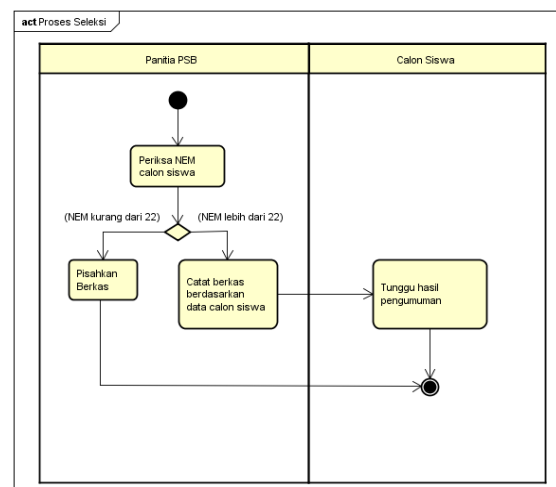 act Proses Seleksi
Panitia PSB
Calon Siswa
Periksa NEM
calon siswa
(NEM kurang dari 22)
(NEM lebih dari 22)
Pisahkan
Berkas
Catat berkas
berdasarkan
data calon siswa
Tunggu hasil
pengumuman